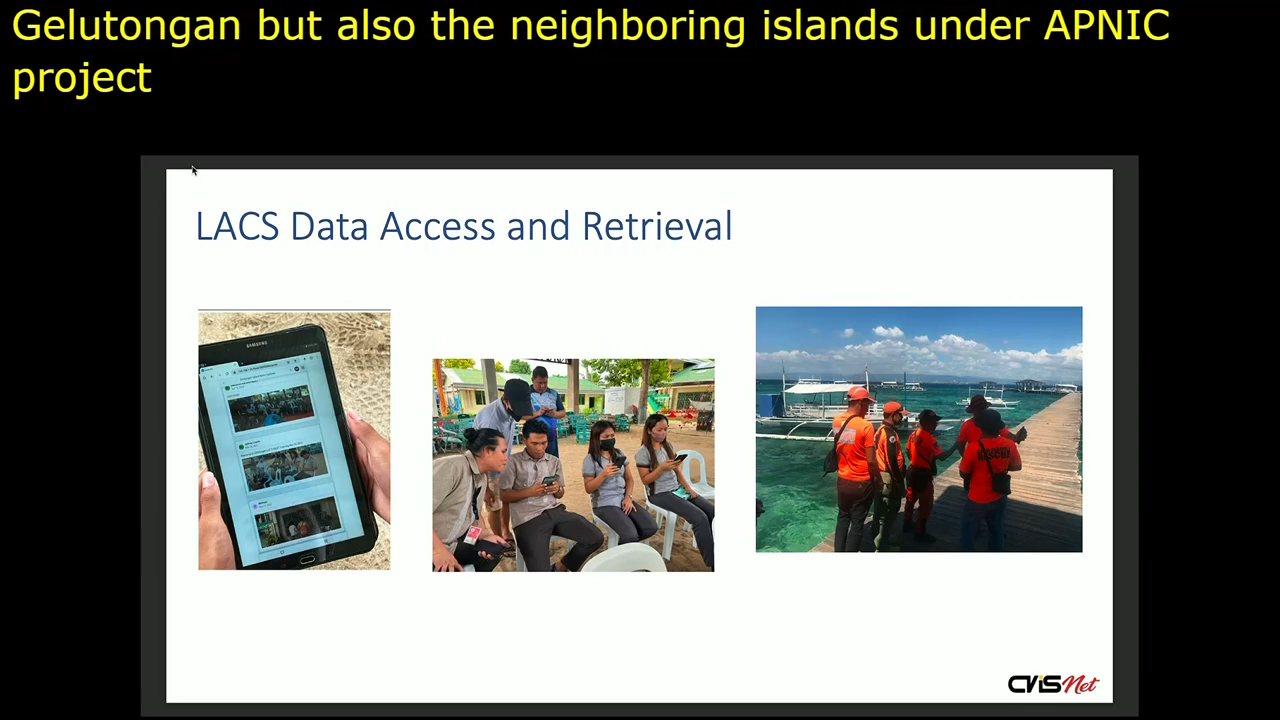 Gelutongan but also the neighboring islands under APNIC
project
LACS Data Access and Retrieval
SAMSUNG
CViSNet